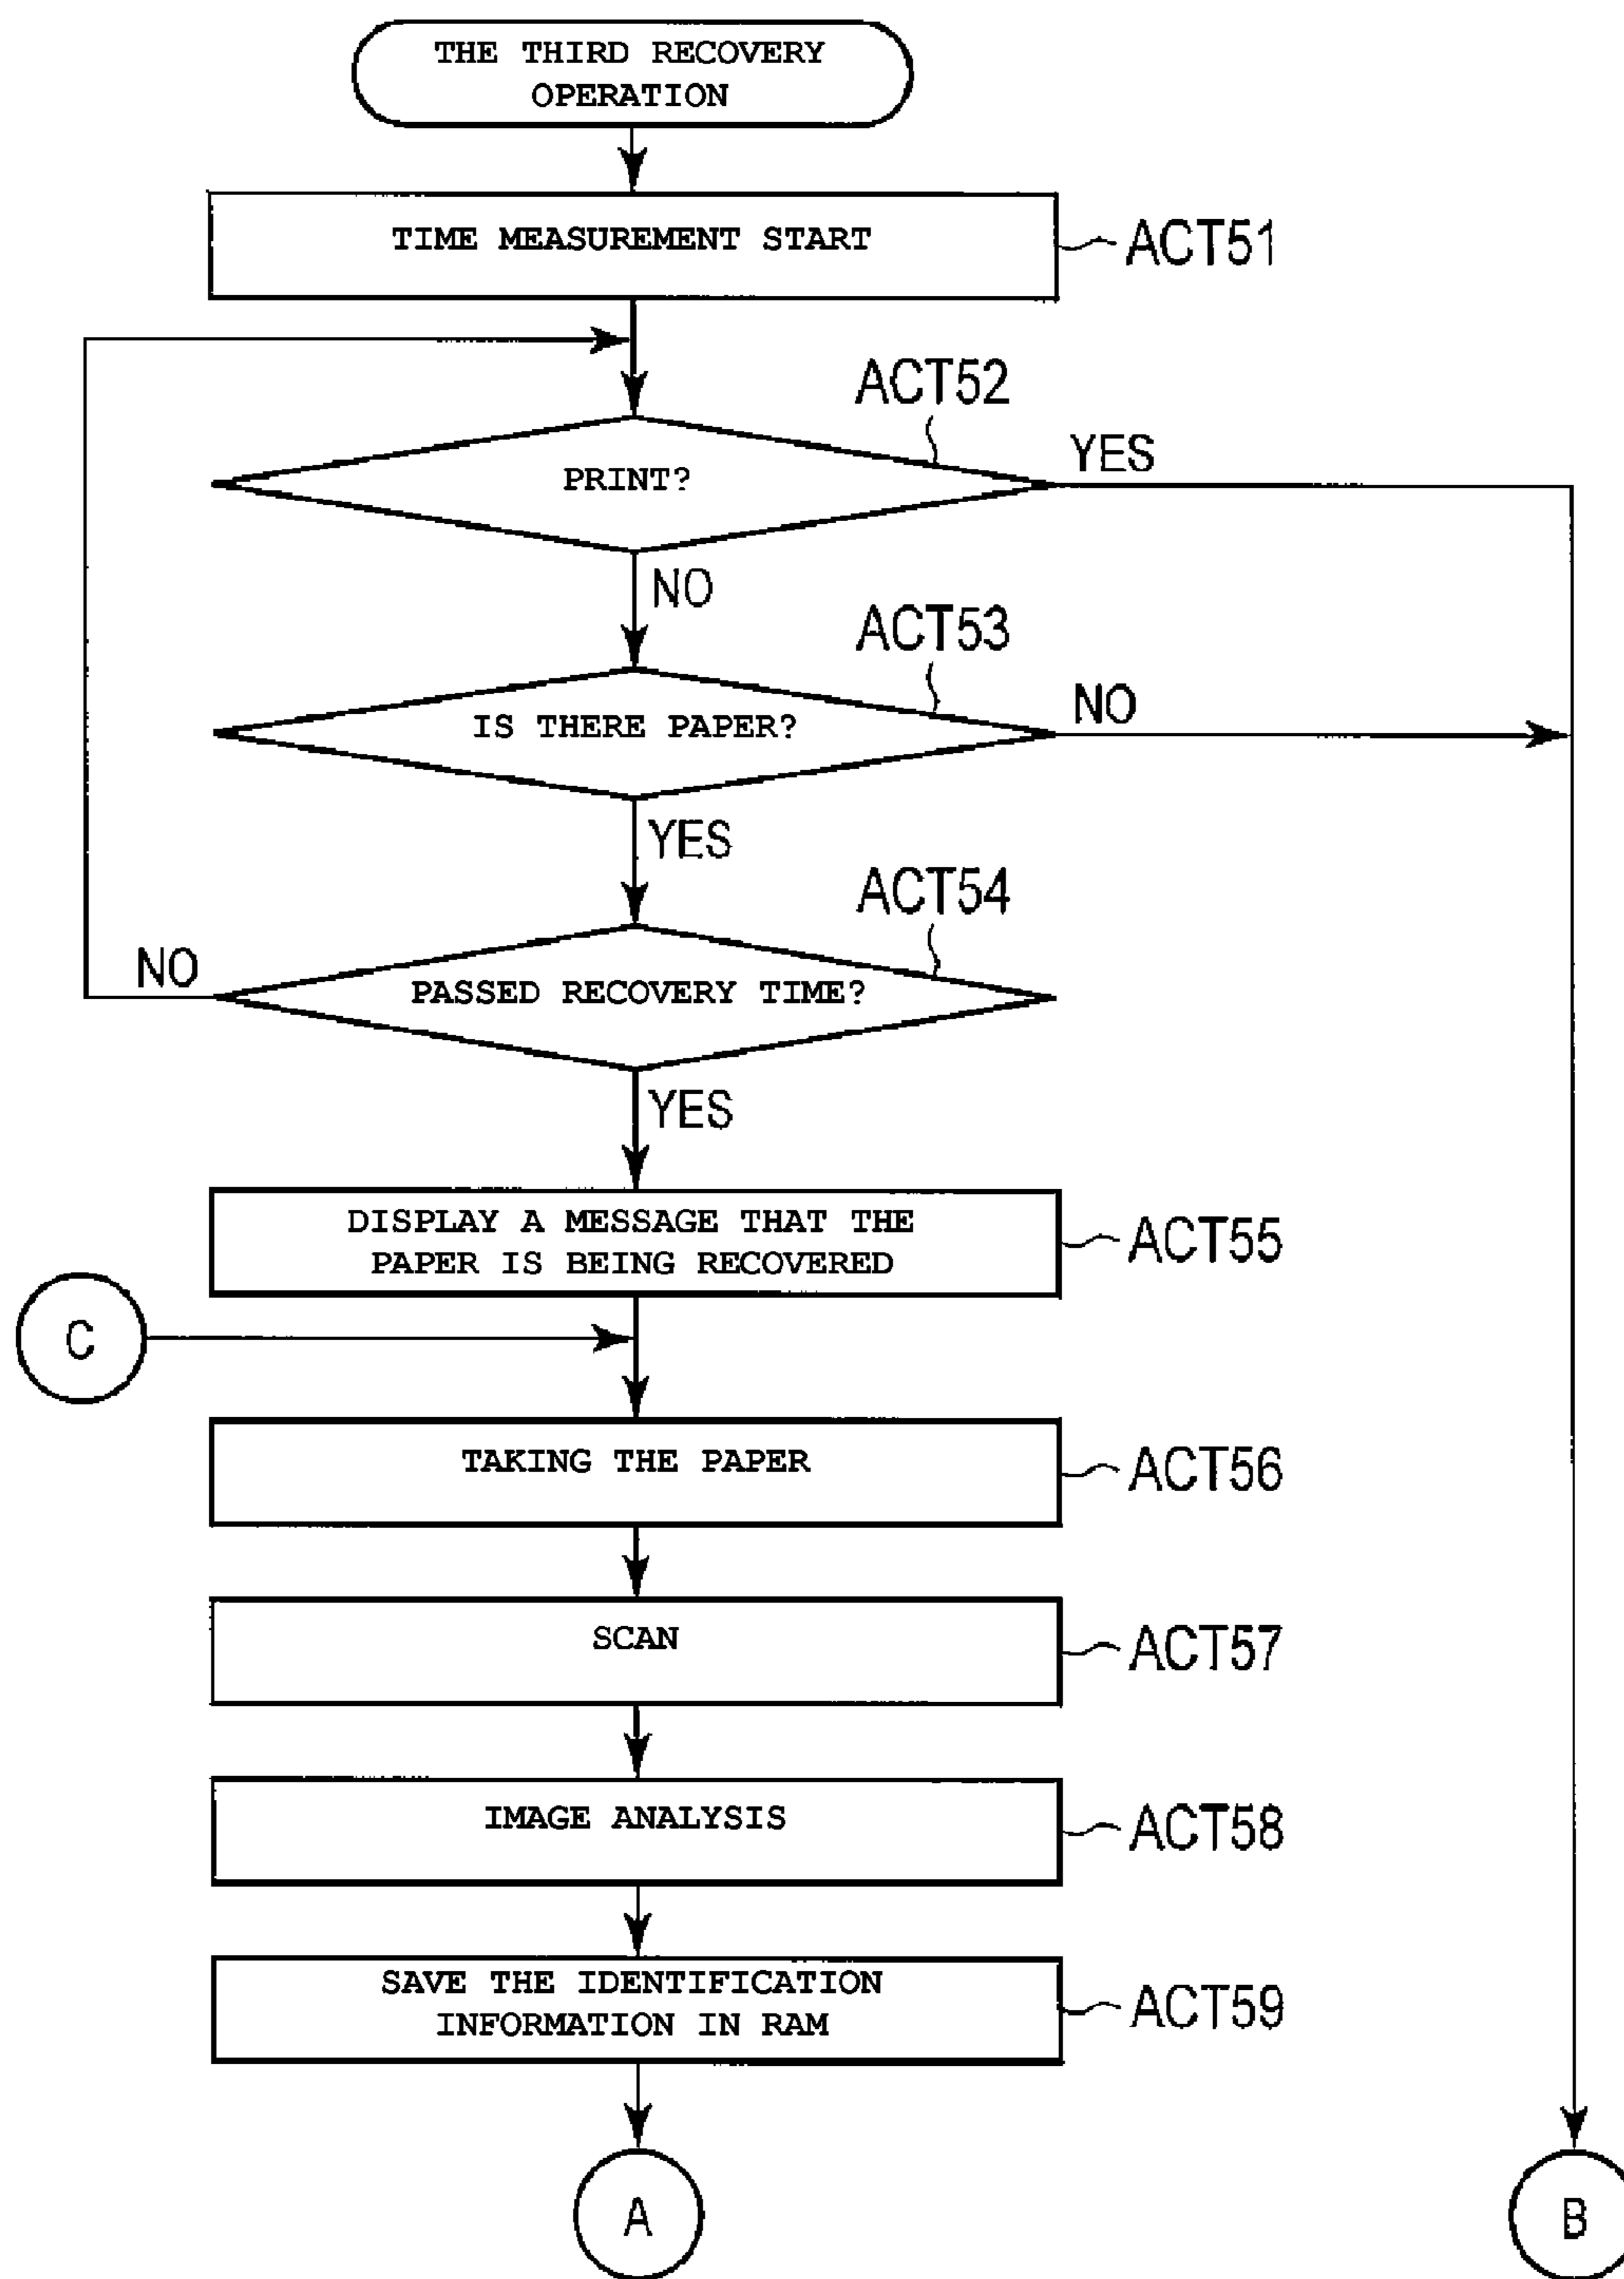 THE THIRD RECOVERY
OPERATION
TIME MEASUREMENT START
ACT51
ACT52
PRINT?
YES
NO
ACT53
IS THERE PAPER?
NO
YES
ACT54
PASSED RECOVERY TIME?
NO
YES
DISPLAY A MESSAGE THAT THE
PAPER IS BEING RECOVERED
ACT55
C
TAKING THE PAPER
ACT56
SCAN
ACT57
IMAGE ANALYSIS
ACT58
SAVE THE IDENTIFICATION
INFORMATION IN RAM
ACT59
A
B